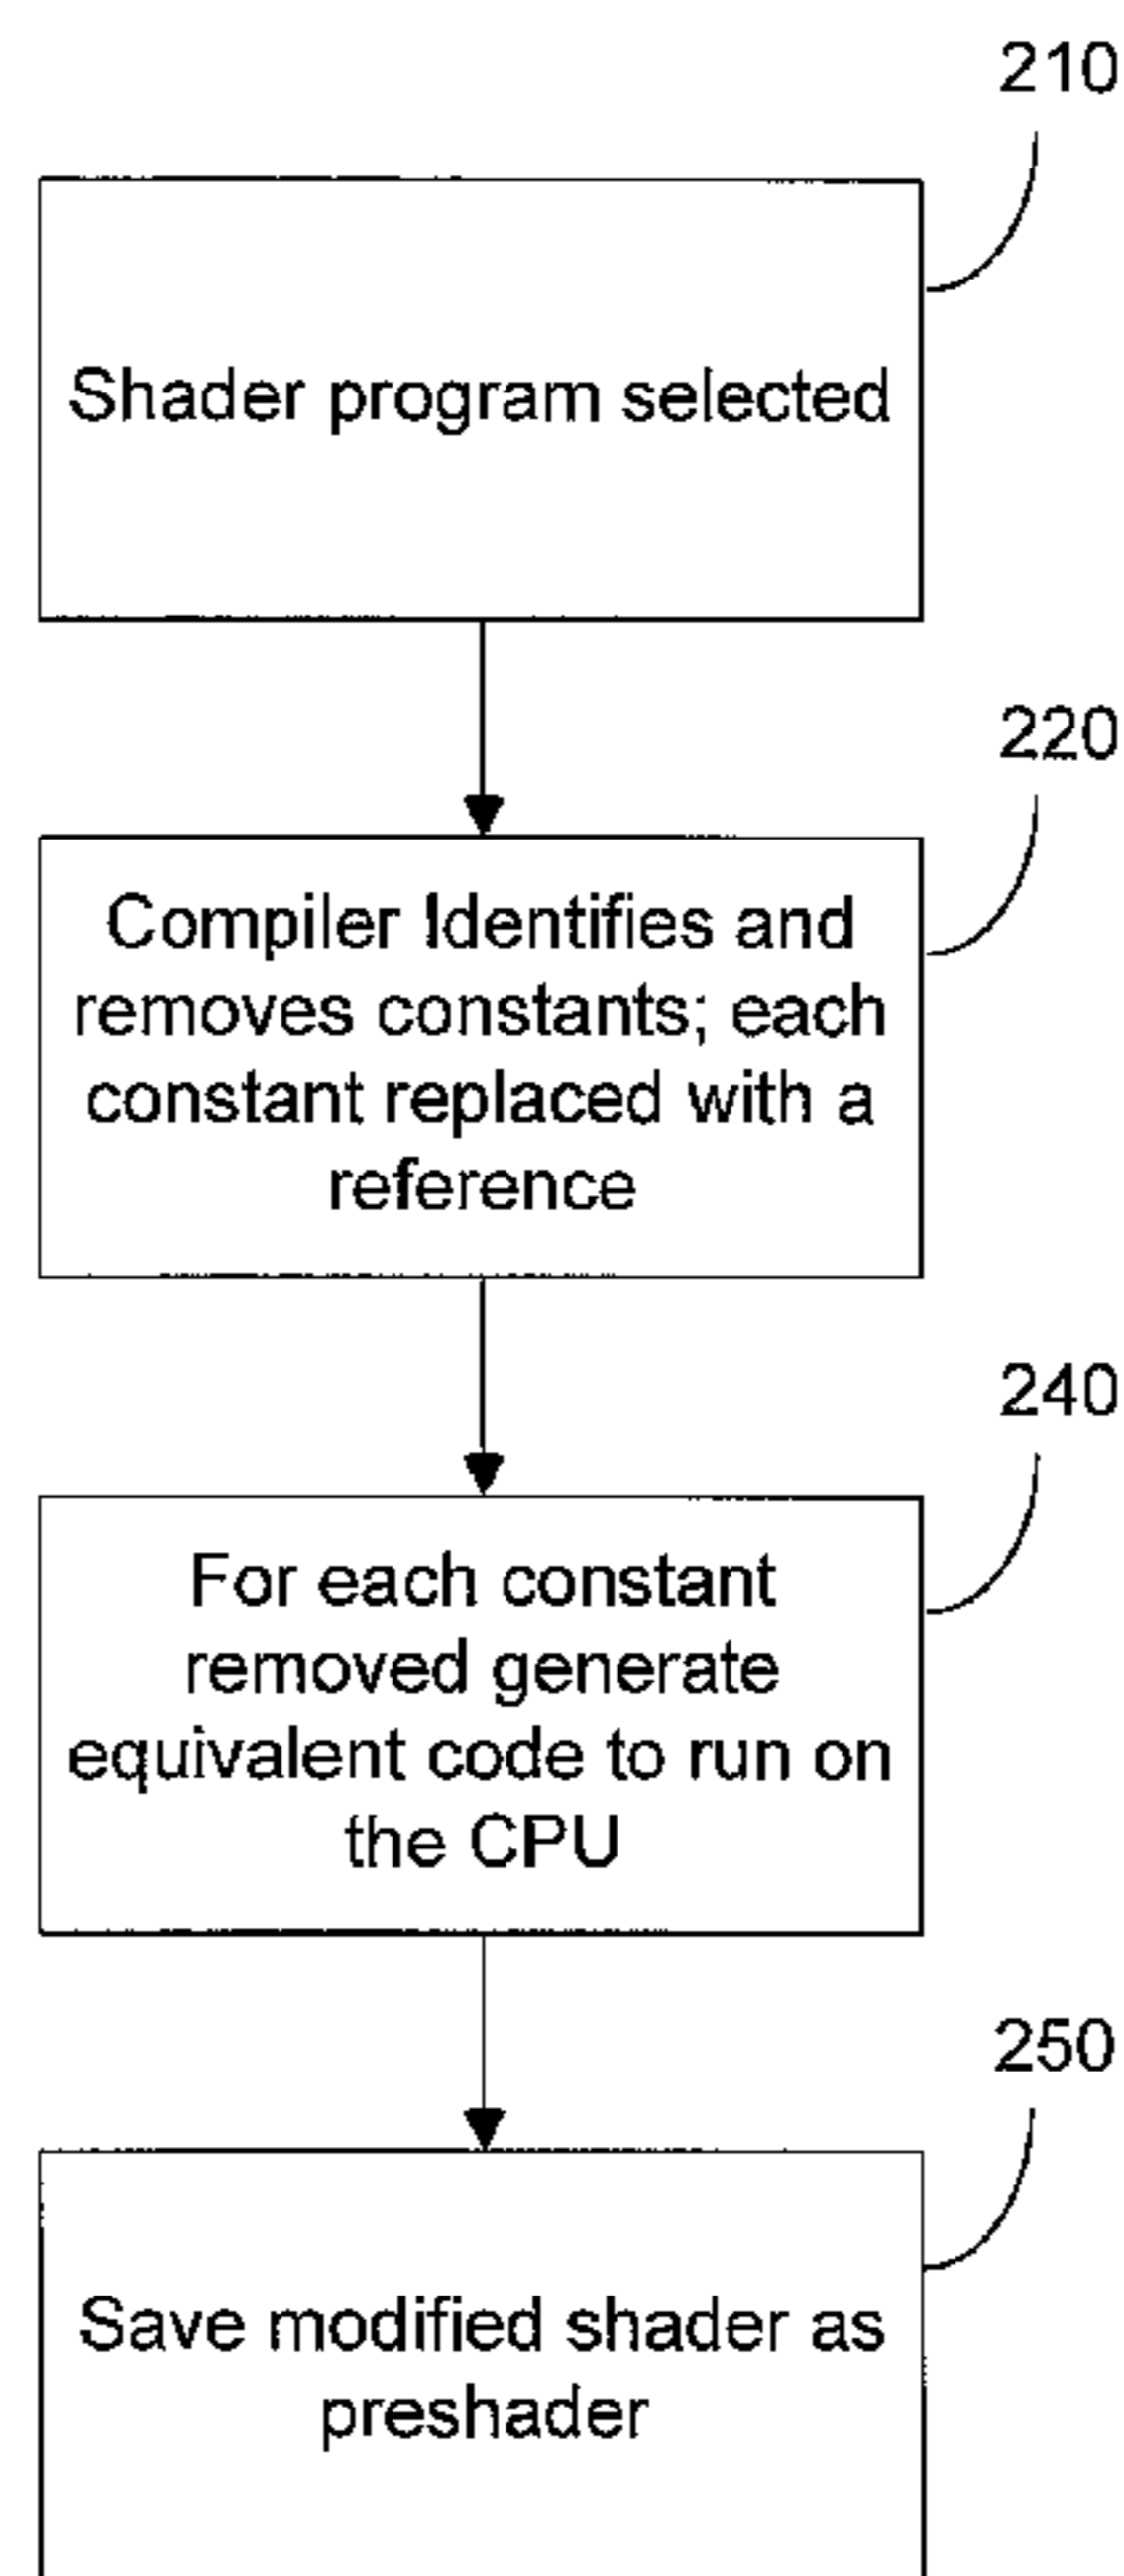 210
Shader program selected
220
Compiler Identifies and
removes constants; each
constant replaced with a
reference
240
For each constant
removed generate
equivalent code to run on
the CPU
250
Save modified shader as
preshader